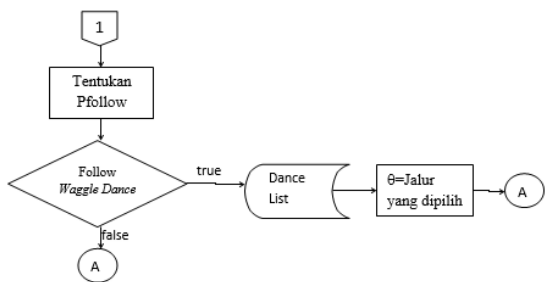 1
Tentukan
Pfollow
Follow
Waggle Dance
true
Dance
List
θ=Jalur
yang dipilih
A
false
A